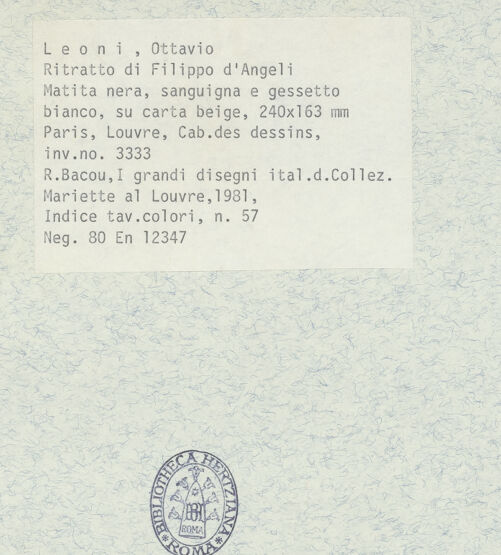 L e o n i , Ottavio
Ritratto di Filippo d'Angeli
Matita nera, sanguigna e gessetto
bianco, su carta beige, 240x163 mm
Paris, Louvre, Cab.des dessins,
inv.no. 3333
R.Bacou,I grandi disegni ital.d.Collez.
Mariette al Louvre,1981,
Indice tav.colori, n. 57
Neg. 80 En 12347
BIBLIOTHECA HERTZIANA
ROMA
ROMA